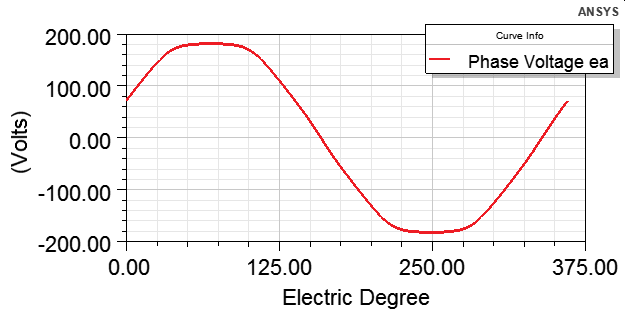 ANSYS
Curve Info
Phase Voltage ea
200.00
100.00
0.00
-100.00
-200.00
(Volts)
0.00 125.00 250.00 375.00
Electric Degree